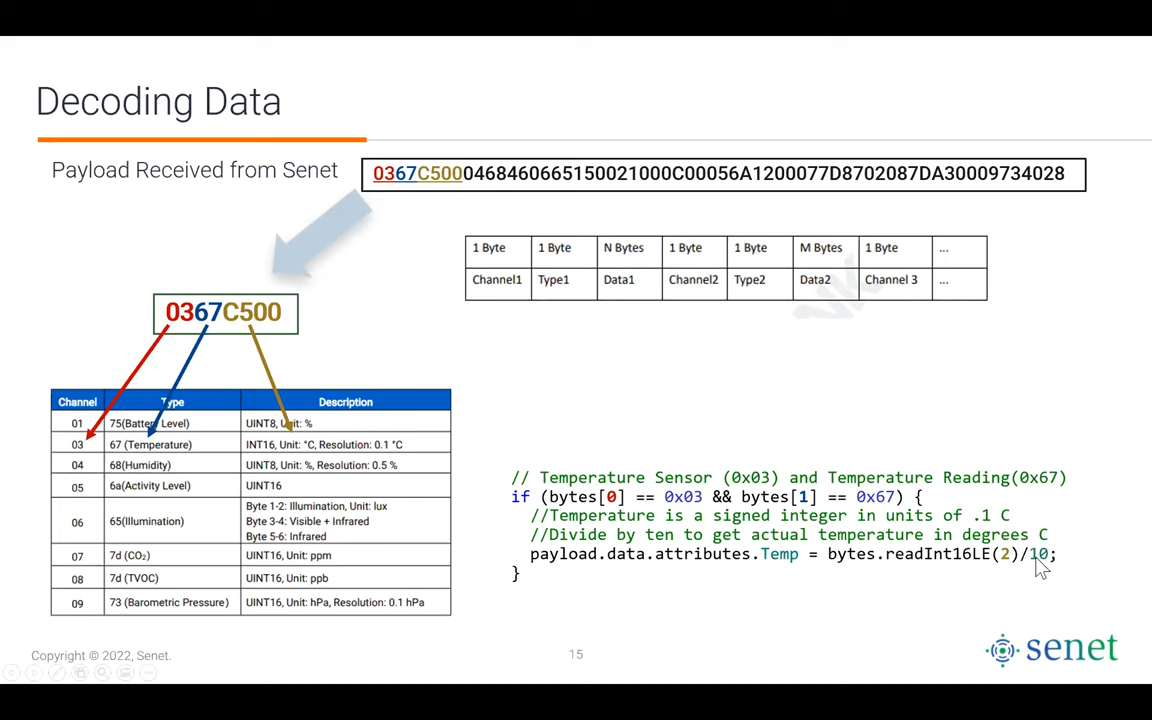 Decoding Data
Payload Received from Senet
0367C5000468460665150021000C00056A1200077D8702087DA30009734028
1 Byte 1 Byte N Bytes 1 Byte 1 Byte M Bytes 1 Byte ...
Channel1 Type1 Data1 Channel2 Type2 Data2 Channel 3 ...
0367C500
Channel Type Description
01 75(Battery Level) UINT8, Unit: %
03 67 (Temperature) INT16, Unit: °C, Resolution: 0.1 °C
04 68(Humidity) UINT8, Unit: %, Resolution: 0.5 %
05 6a(Activity Level) UINT16
06 65(Illumination) Byte 1-2: Illumination, Unit: lux
Byte 3-4: Visible + Infrared
Byte 5-6: Infrared
07 7d (CO₂) UINT16, Unit: ppm
08 7d (TVOC) UINT16, Unit: ppb
09 73 (Barometric Pressure) UINT16, Unit: hPa, Resolution: 0.1 hPa
// Temperature Sensor (0x03) and Temperature Reading(0x67)
if (bytes[0] == 0x03 && bytes[1] == 0x67) {
//Temperature is a signed integer in units of .1 C
//Divide by ten to get actual temperature in degrees C
payload.data.attributes.Temp = bytes.readInt16LE(2)/10;
}
Copyright © 2022, Senet.
15
senet